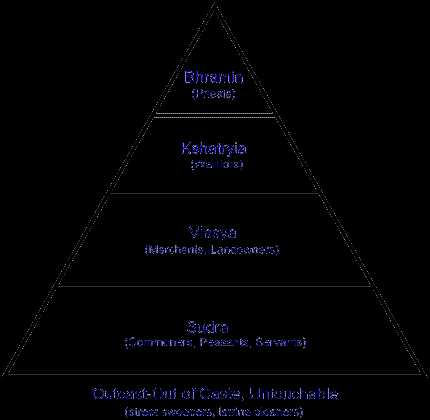 Bhramin
(Priests)
Kshatryia
(Warriors)
Viasya
(Merchants, Landowners)
Sudra
(Commoners, Peasants, Servants)
Outcast-Out of Caste, Untouchable
(street sweepers, latrine cleaners)